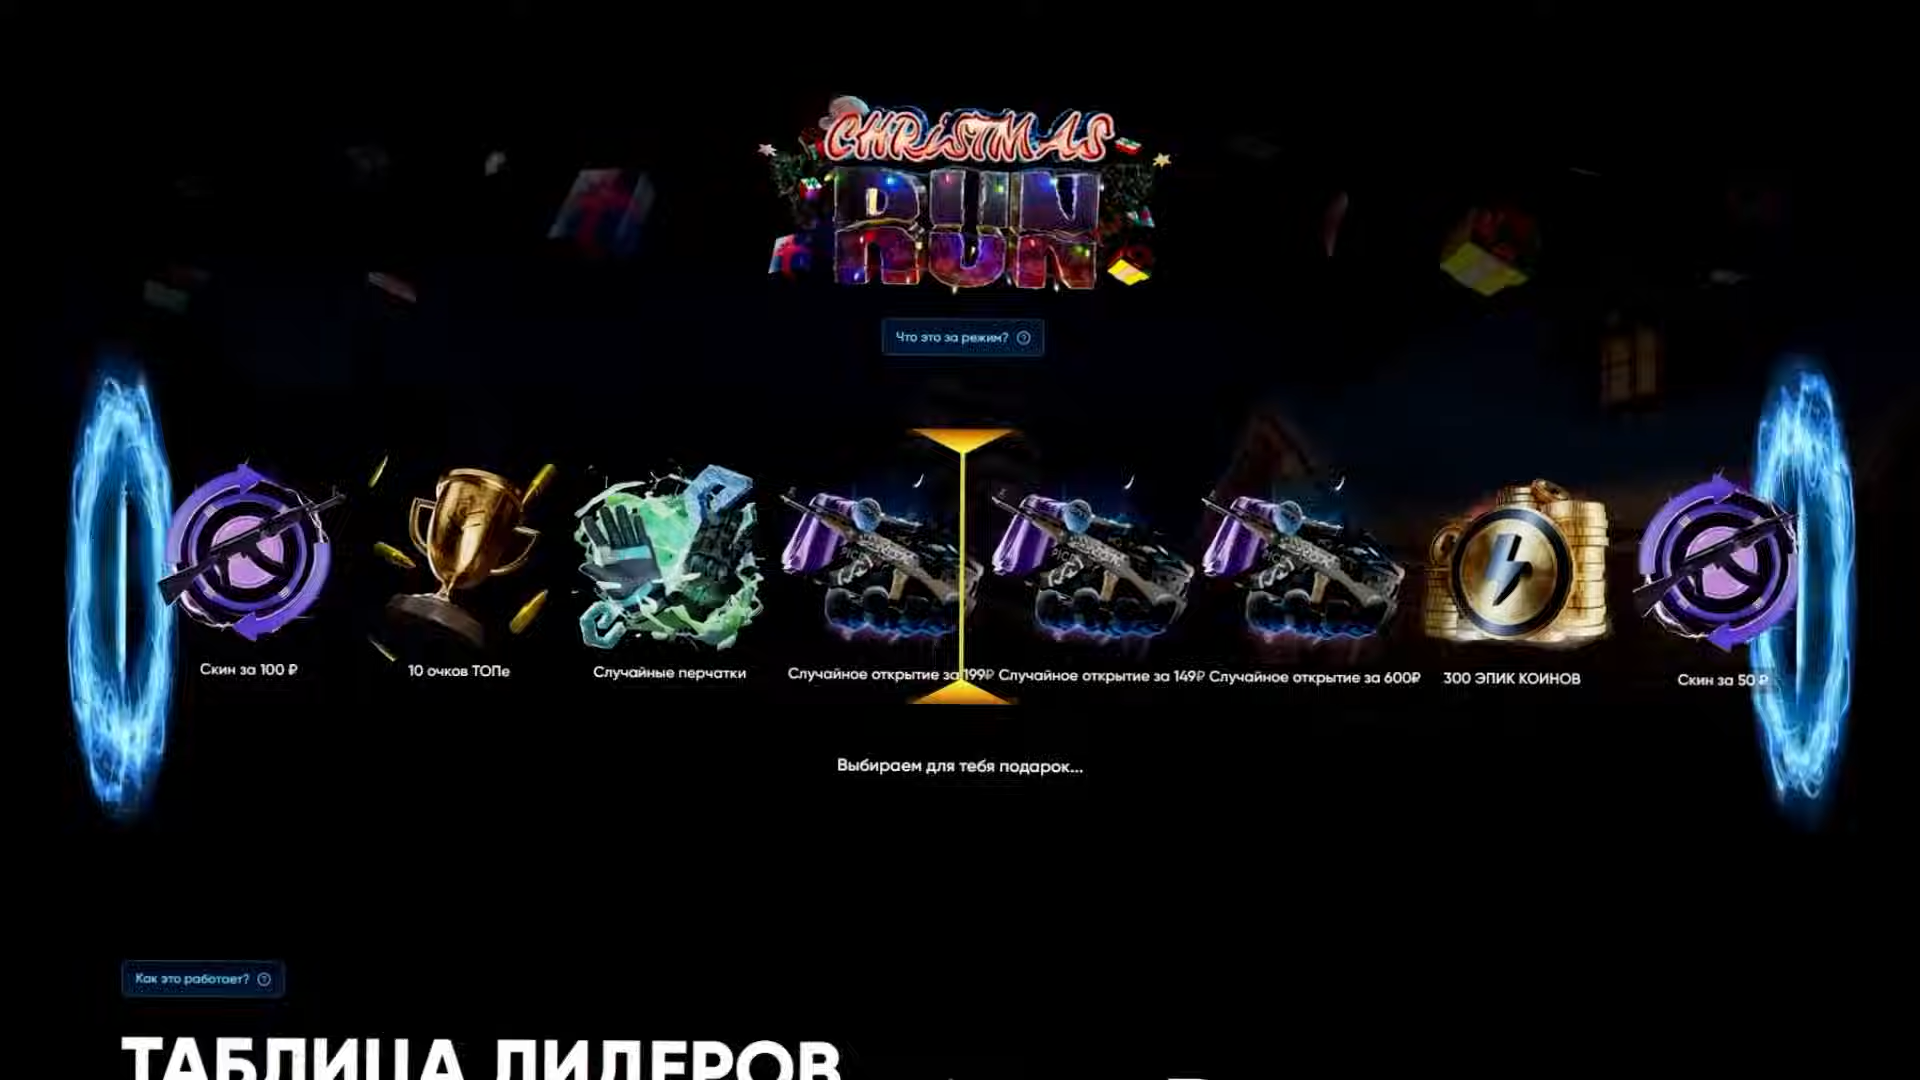 CHRISTMAS
RUN
Что это за режим?
Скин за 100 ₽
10 очков ТОПе
Случайные перчатки
Случайное открытие за 199₽
Случайное открытие за 149₽
Случайное открытие за 600₽
300 ЭПИК КОИНОВ
Скин за 50 ₽
Выбираем для тебя подарок...
Как это работает?
ТАБЛИЦА ЛИДЕРОВ